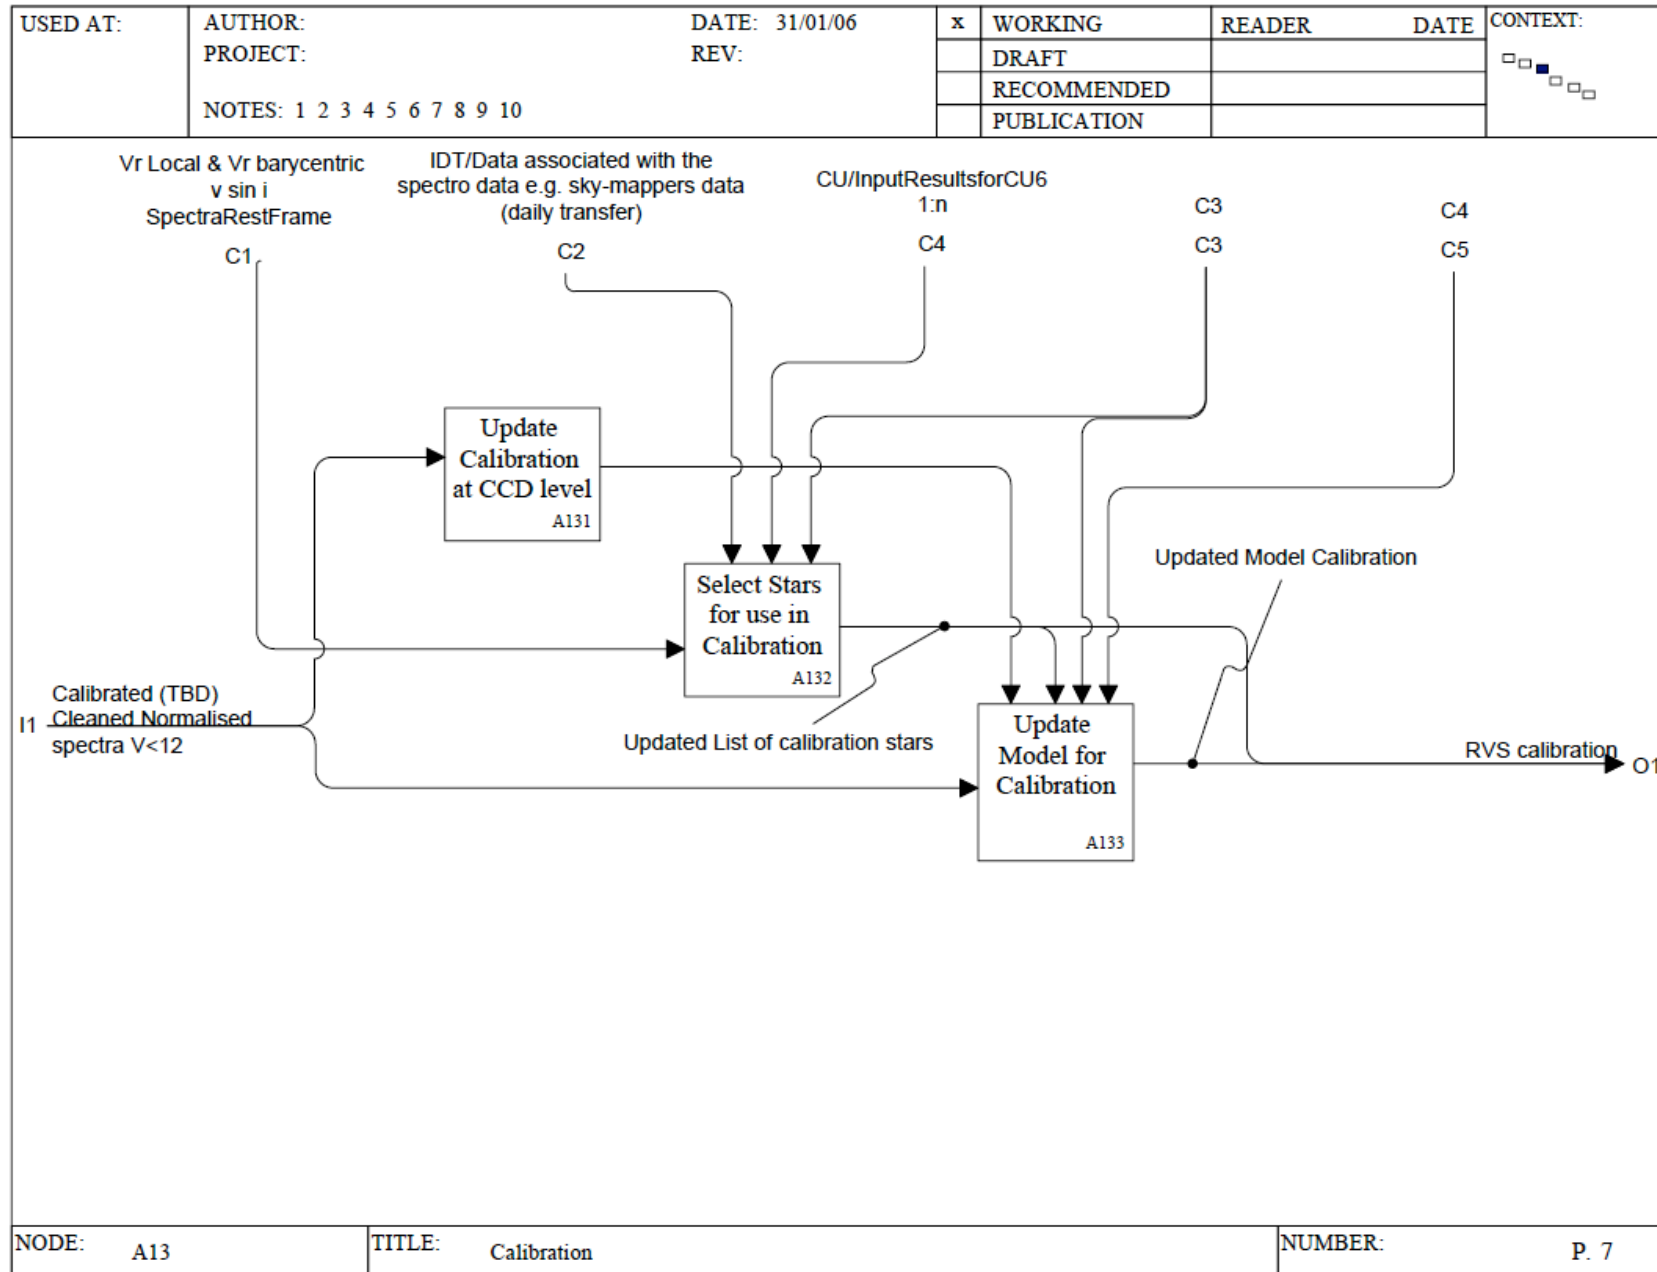 USED AT:
AUTHOR:
DATE: 31/01/06
x WORKING
READER DATE
CONTEXT:
PROJECT:
REV:
DRAFT
RECOMMENDED
NOTES: 1 2 3 4 5 6 7 8 9 10
PUBLICATION
Vr Local & Vr barycentric
v sin i
SpectraRestFrame
C1
IDT/Data associated with the
spectro data e.g. sky-mappers data
(daily transfer)
C2
CU/InputResultsforCU6
1:n
C4
C3
C3
C4
C5
Update
Calibration
at CCD level
A131
Select Stars
for use in
Calibration
A132
Updated Model Calibration
I1
Calibrated (TBD)
Cleaned Normalised
spectra V<12
Updated List of calibration stars
Update
Model for
Calibration
A133
RVS calibration
O1
NODE: A13
TITLE: Calibration
NUMBER: P. 7